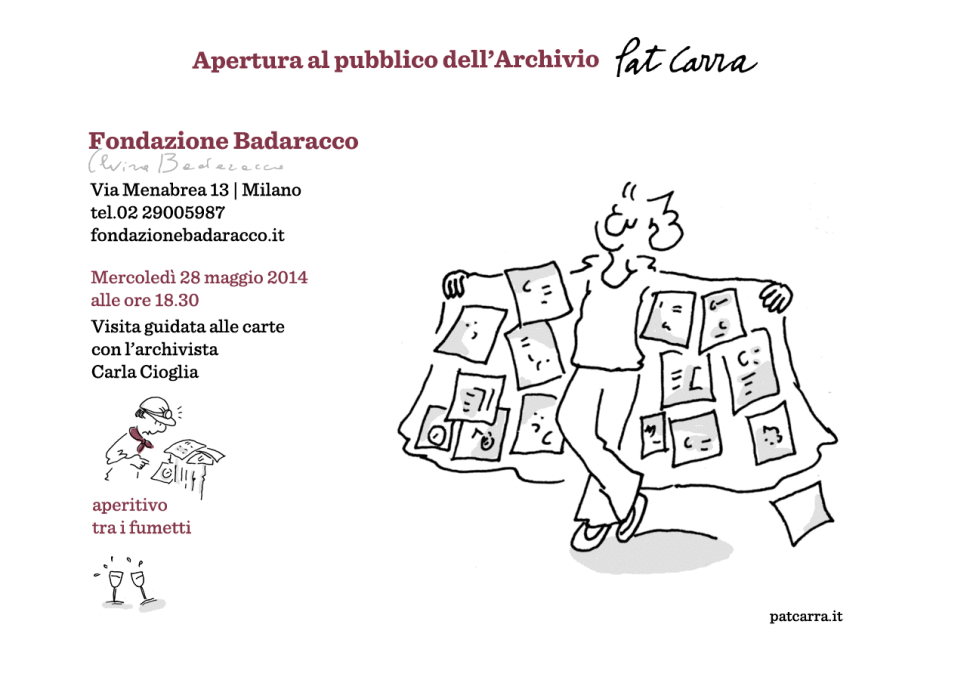 Apertura al pubblico dell'Archivio Pat Carra
Fondazione Badaracco
Elvira Badaracco
Via Menabrea 13 | Milano
tel.02 29005987
fondazionebadaracco.it
Mercoledì 28 maggio 2014
alle ore 18.30
Visita guidata alle carte
con l'archivista
Carla Cioglia
aperitivo
tra i fumetti
patcarra.it